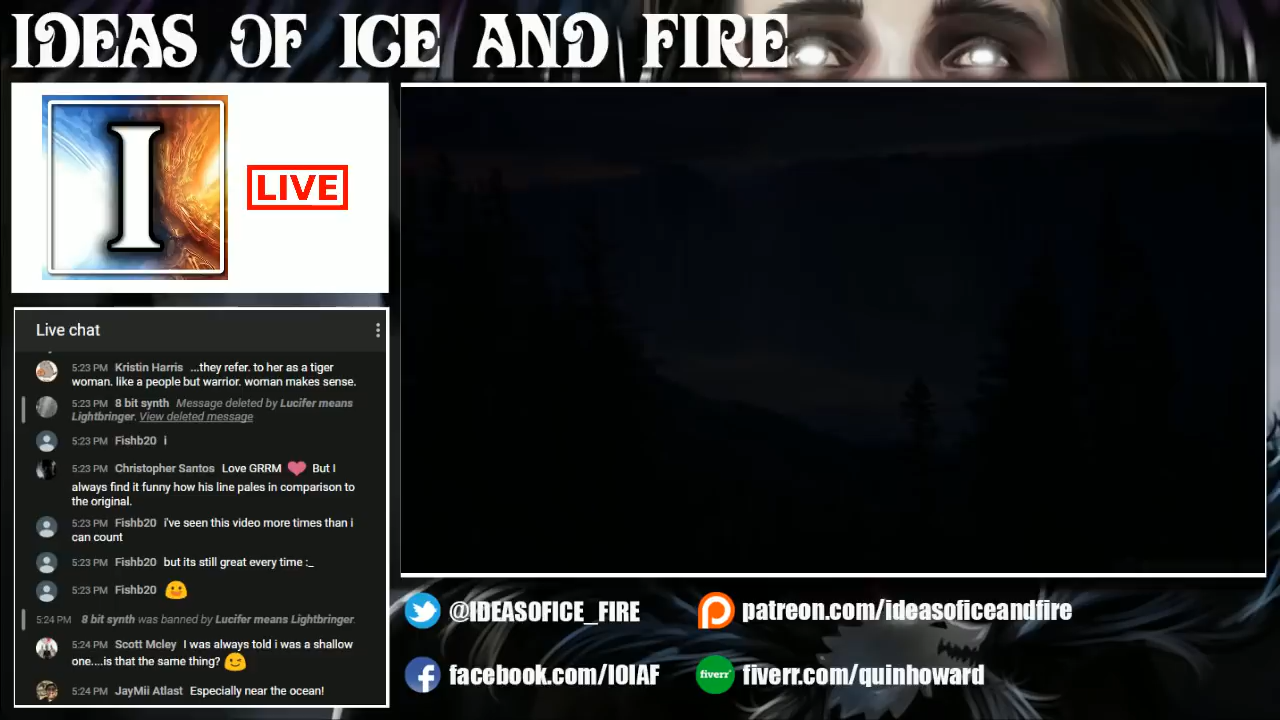 IDEAS OF ICE AND FIRE
I
LIVE
Live chat
5:23 PM Kristin Harris ...they refer. to her as a tiger
woman. like a people but warrior. woman makes sense.
5:23 PM 8 bit synth Message deleted by Lucifer means
Lightbringer. View deleted message
5:23 PM Fishb20 i
5:23 PM Christopher Santos Love GRRM ❤ But I
always find it funny how his line pales in comparison to
the original.
5:23 PM Fishb20 i've seen this video more times than i
can count
5:23 PM Fishb20 but its still great every time :_
5:23 PM Fishb20
5:24 PM 8 bit synth was banned by Lucifer means Lightbringer.
5:24 PM Scott Mcley I was always told i was a shallow
one....is that the same thing? 😉
5:24 PM JayMii Atlast Especially near the ocean!
@IDEASOFICE_FIRE
patreon.com/ideasoficeandfire
facebook.com/IOIAF
fiverr
fiverr.com/quinhoward